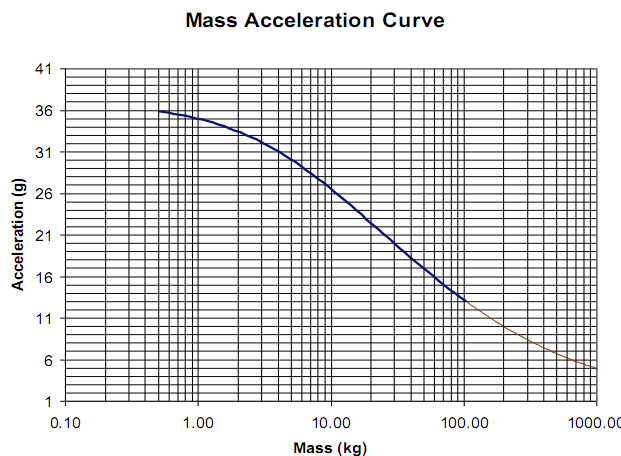 Mass Acceleration Curve
41
36
31
26
21
16
11
6
1
Acceleration (g)
0.10 1.00 10.00 100.00 1000.00
Mass (kg)